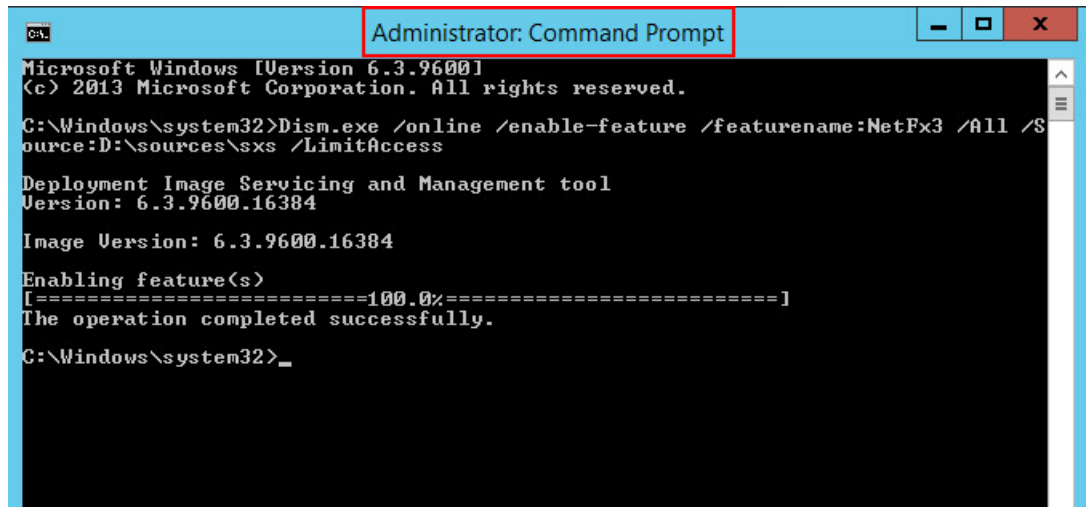 Administrator: Command Prompt
Microsoft Windows [Version 6.3.9600]
(c) 2013 Microsoft Corporation. All rights reserved.
C:\Windows\system32>Dism.exe /online /enable-feature /featurename:NetFx3 /All /S
ource:D:\sources\sxs /LimitAccess
Deployment Image Servicing and Management tool
Version: 6.3.9600.16384
Image Version: 6.3.9600.16384
Enabling feature(s)
[==========================100.0%==========================]
The operation completed successfully.
C:\Windows\system32>_